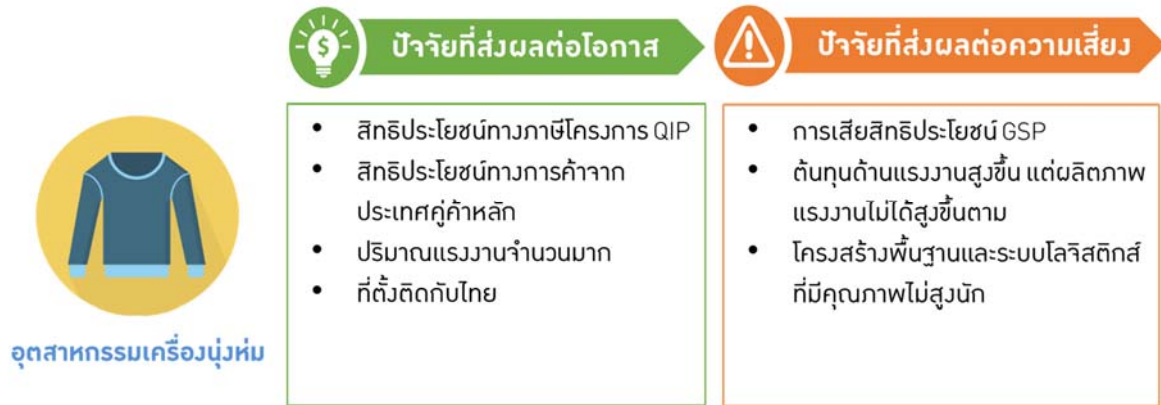 ปัจจัยที่ส่งผลต่อโอกาส
ปัจจัยที่ส่งผลต่อความเสี่ยง
• สิทธิประโยชน์ทางภาษีโครงการ QIP
• สิทธิประโยชน์ทางการค้าจาก
ประเทศคู่ค้าหลัก
• ปริมาณแรงงานจำนวนมาก
• ที่ตั้งติดกับไทย
• การเสียสิทธิประโยชน์ GSP
• ต้นทุนด้านแรงงานสูงขึ้น แต่ผลิตภาพ
แรงงานไม่ได้สูงขึ้นตาม
• โครงสร้างพื้นฐานและระบบโลจิสติกส์
ที่มีคุณภาพไม่สูงนัก
อุตสาหกรรมเครื่องนุ่งห่ม
$